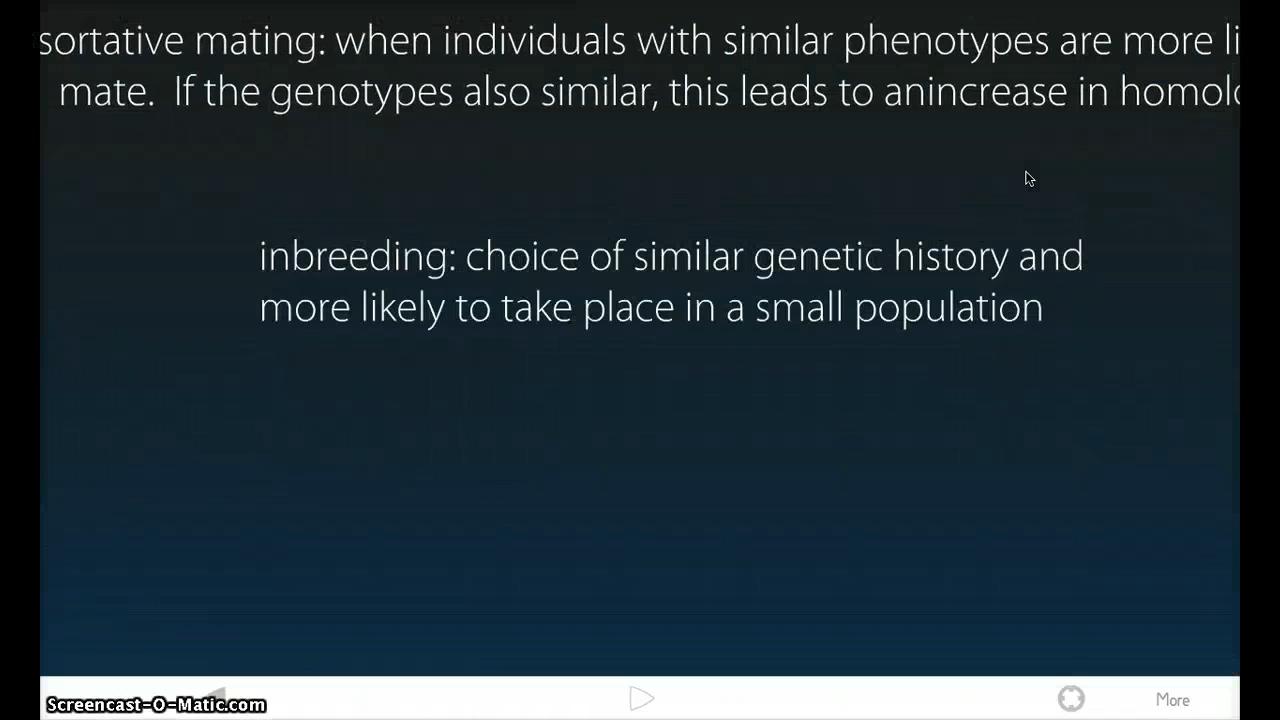 sortative mating: when individuals with similar phenotypes are more li
mate. If the genotypes also similar, this leads to anincrease in homolo
inbreeding: choice of similar genetic history and
more likely to take place in a small population
Screencast-O-Matic.com
More